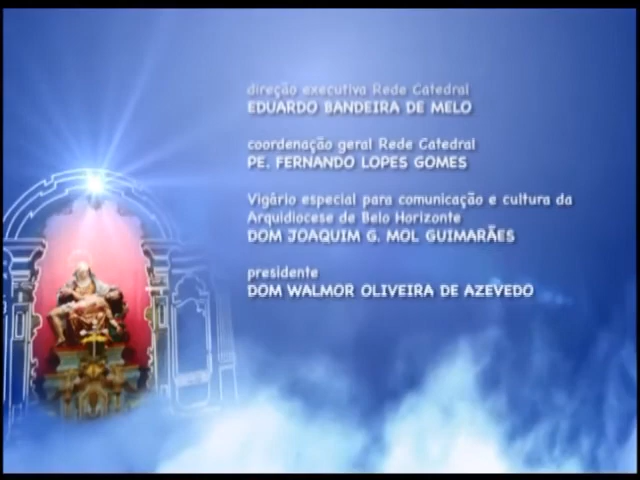 direção executiva Rede Catedral
EDUARDO BANDEIRA DE MELO
coordenação geral Rede Catedral
PE. FERNANDO LOPES GOMES
Vigário especial para comunicação e cultura da
Arquidiocese de Belo Horizonte
DOM JOAQUIM G. MOL GUIMARÃES
presidente
DOM WALMOR OLIVEIRA DE AZEVEDO